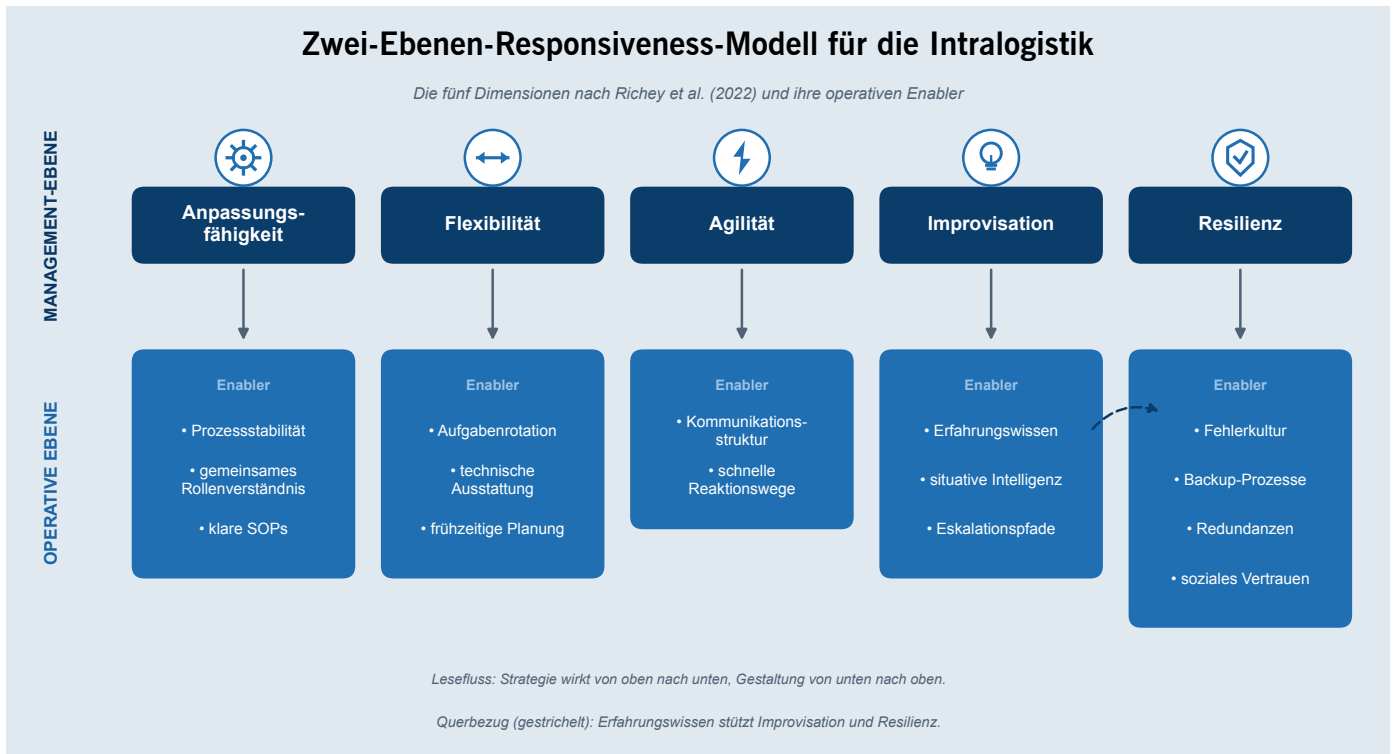 Zwei-Ebenen-Responsiveness-Modell für die Intralogistik
Die fünf Dimensionen nach Richey et al. (2022) und ihre operativen Enabler
MANAGEMENT-EBENE
Anpassungs-
fähigkeit
Flexibilität
Agilität
Improvisation
Resilienz
OPERATIVE EBENE
Enabler
• Prozessstabilität
• gemeinsames
Rollenverständnis
• klare SOPs
Enabler
• Aufgabenrotation
• technische
Ausstattung
• frühzeitige Planung
Enabler
• Kommunikations-
struktur
• schnelle
Reaktionswege
Enabler
• Erfahrungswissen
• situative Intelligenz
• Eskalationspfade
Enabler
• Fehlerkultur
• Backup-Prozesse
• Redundanzen
• soziales Vertrauen
Lesefluss: Strategie wirkt von oben nach unten, Gestaltung von unten nach oben.
Querbezug (gestrichelt): Erfahrungswissen stützt Improvisation und Resilienz.